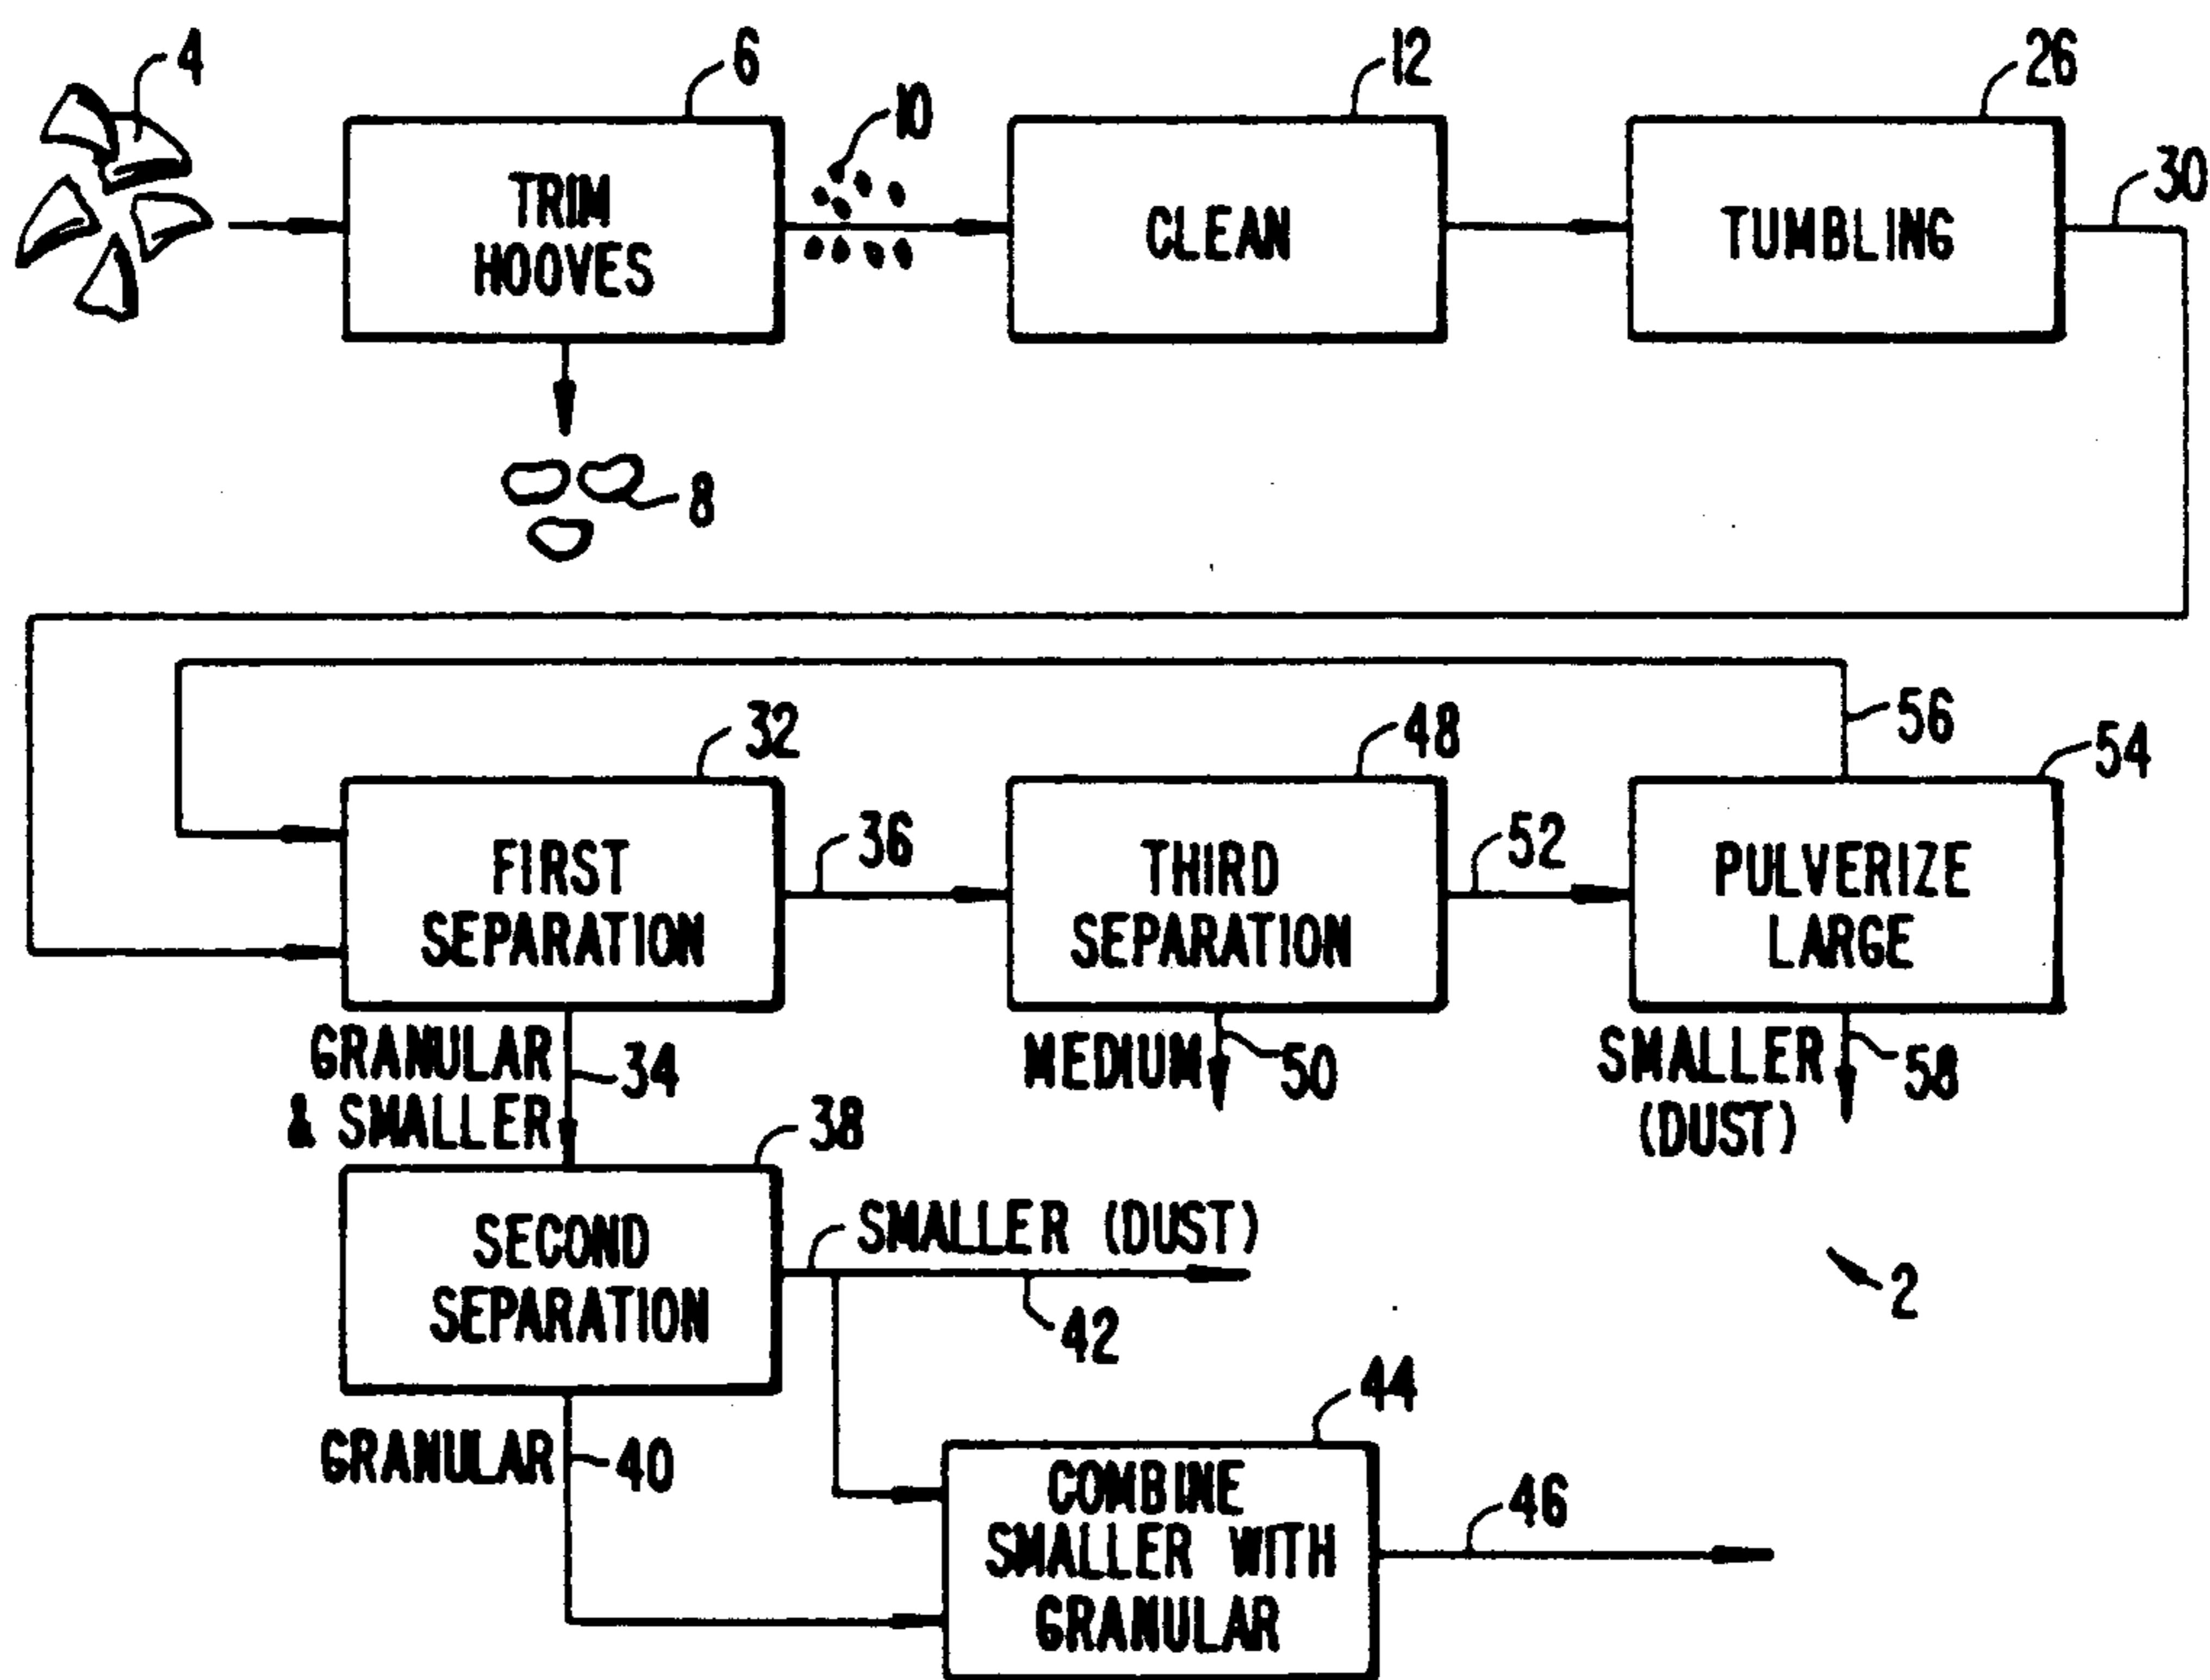 4
6
10
12
26
30
TRIM
HOOVES
CLEAN
TUMBLING
8
32
48
56
54
FIRST
SEPARATION
36
THIRD
SEPARATION
52
PULVERIZE
LARGE
GRANULAR
& SMALLER
34
MEDIUM
50
SMALLER
(DUST)
58
38
SECOND
SEPARATION
SMALLER (DUST)
42
2
GRANULAR
40
44
COMBINE
SMALLER WITH
GRANULAR
46